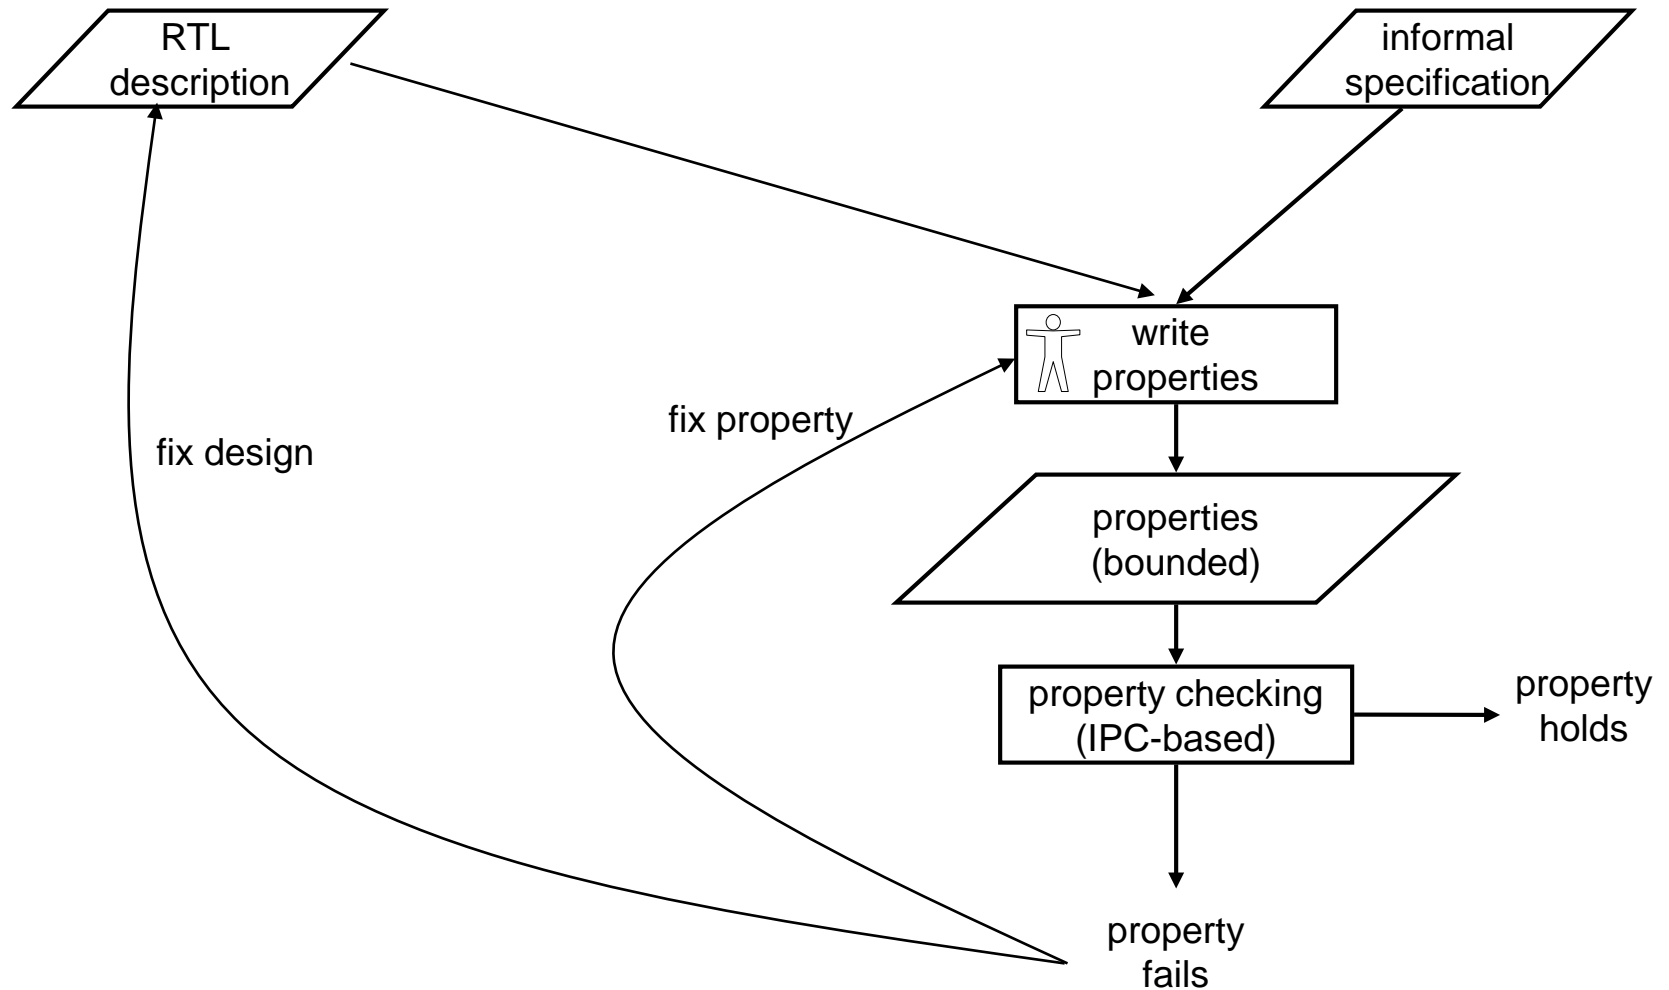 RTL
description
informal
specification
write
properties
fix property
fix design
properties
(bounded)
property checking
(IPC-based)
property
holds
property
fails